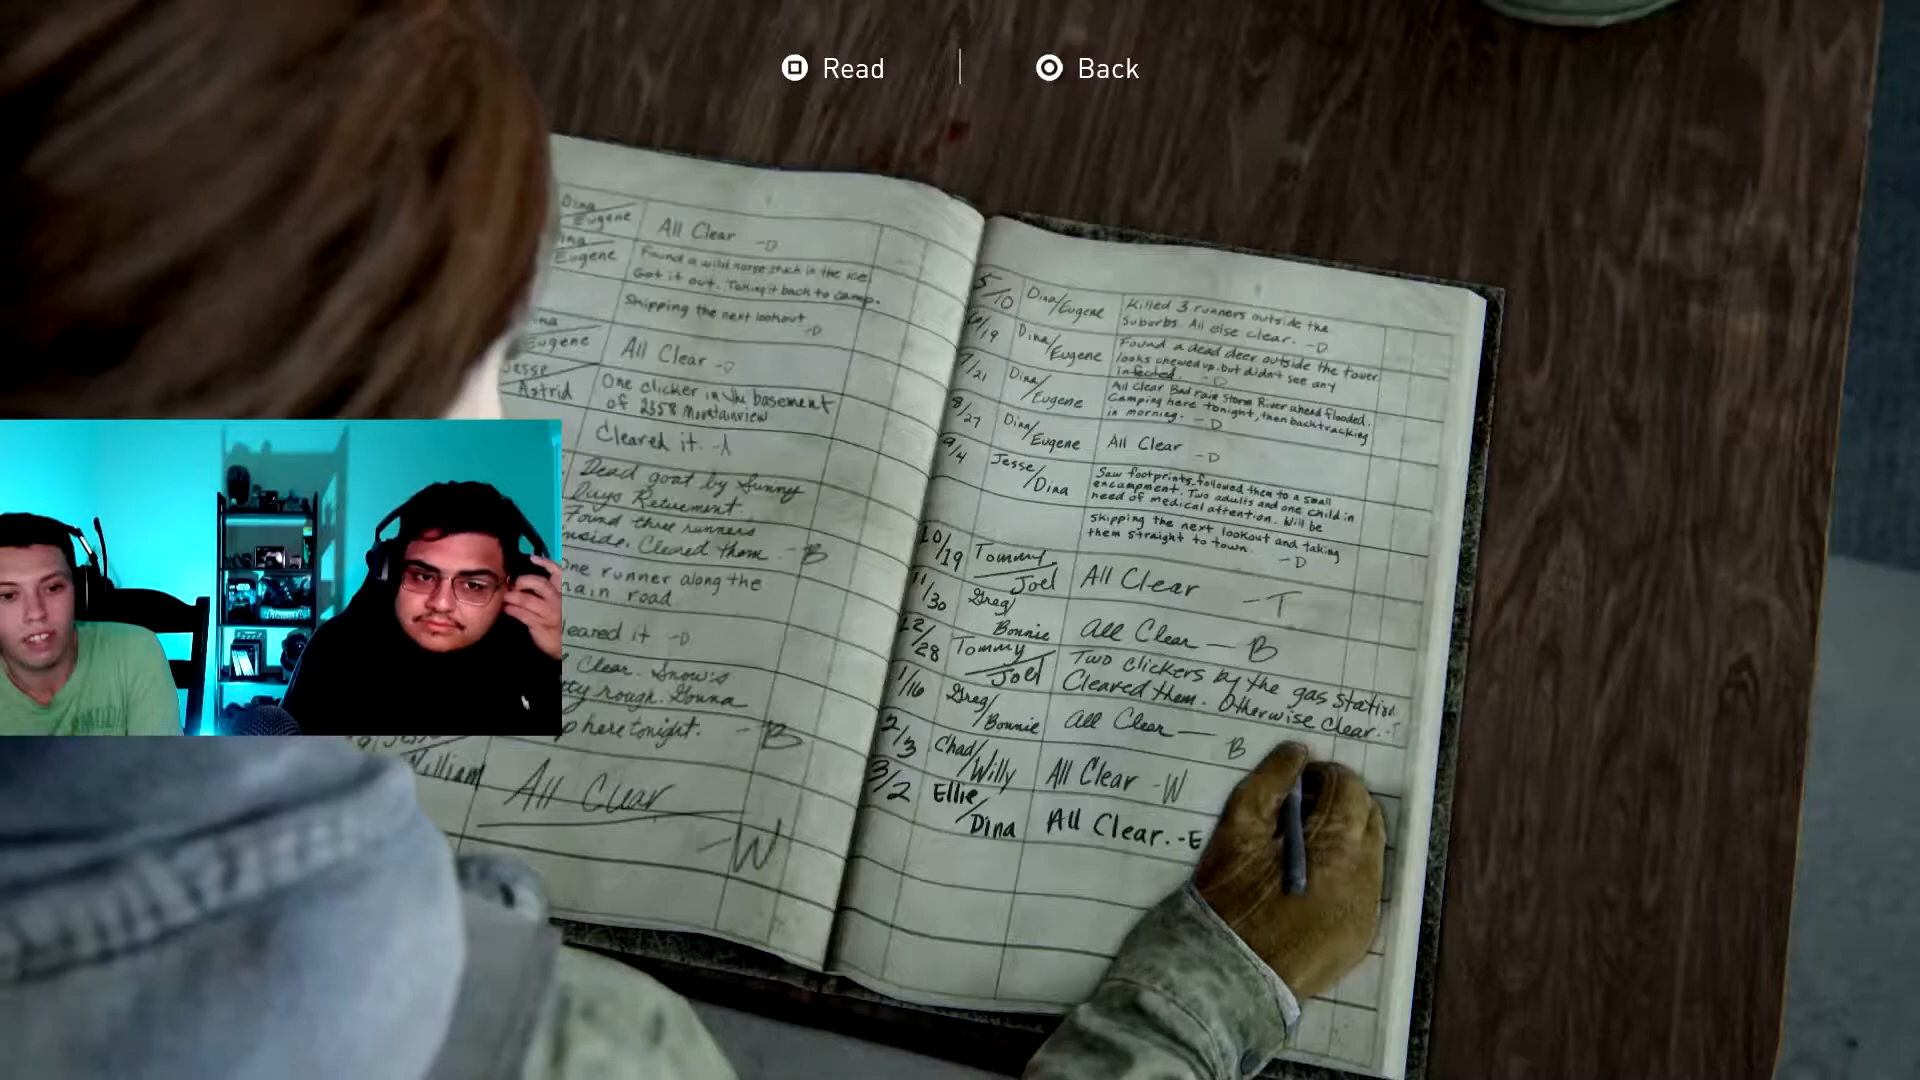 Read
Back
Dina
Eugene
All Clear -D
Eugene
Found a wild horse stuck in the ice
Got it out. Taking it back to camp.
Skipping the next lookout
-D
Eugene
All Clear -D
Jesse
Astrid
One clicker in the basement
of 2358 Mountainview
Cleared it. -A
Dead goat by Sunny
Days Retirement.
Found three runners
inside. Cleared them. - B
One runner along the
main road
Cleared it -D
Clear. Snow's
Gonna
here tonight. - B
William
All Clear
-W
5/10 Dina/Eugene Killed 3 runners outside the
suburbs. All else clear. -D
6/19 Dina/Eugene Found a dead deer outside the tower
looks chewed up, but didn't see any
infected. -D
7/21 Dina/Eugene All clear Bad rain Storm River ahead flooded.
Camping here tonight, then backtracking
in morning. -D
8/27 Dina/Eugene All Clear -D
9/4 Jesse/Dina Saw footprints, followed them to a small
encampment. Two adults and one child in
need of medical attention. Will be
skipping the next lookout and taking
them straight to town -D
10/19 Tommy Joel All Clear -T
11/30 Greg/Bonnie All Clear - B
12/28 Tommy Joel Two clickers by the gas station
Cleared them. Otherwise clear.
1/16 Greg/Bonnie All Clear - B
2/3 Chad/Willy All Clear -W
3/2 Ellie/Dina All Clear. -E